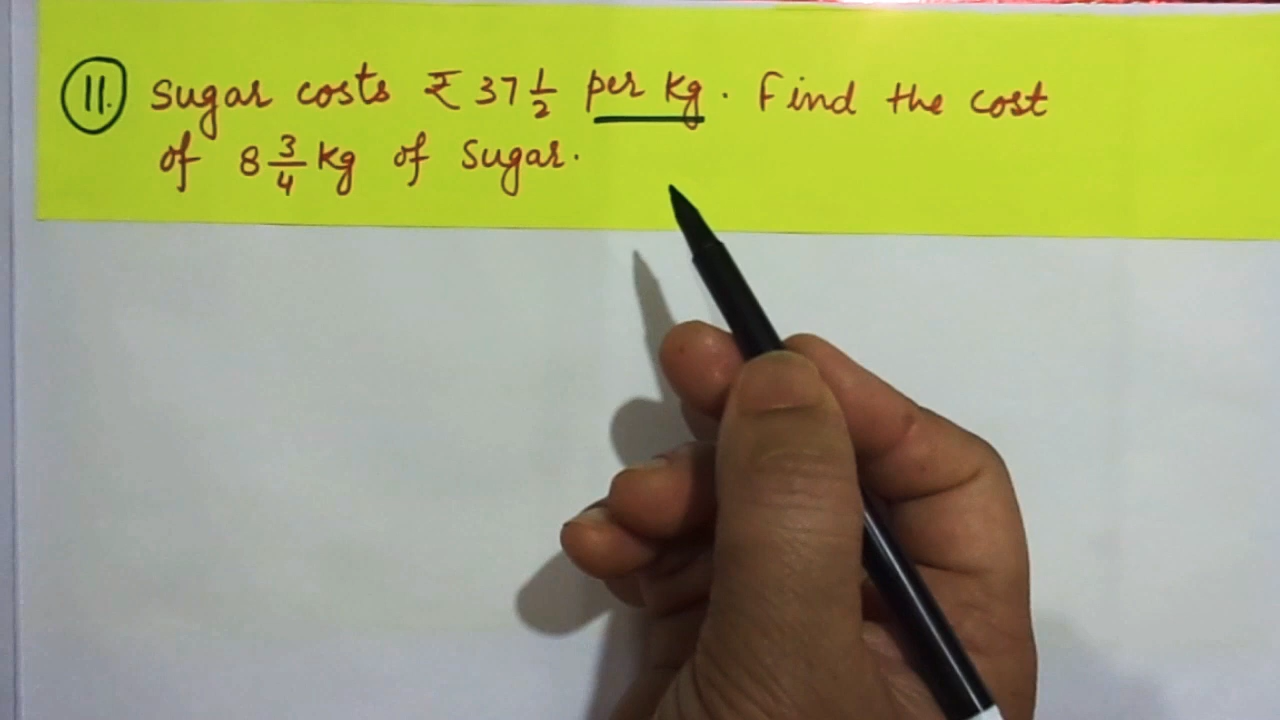 11. Sugar costs ₹ 37 1/2 per kg. Find the cost
of 8 3/4 kg of Sugar.